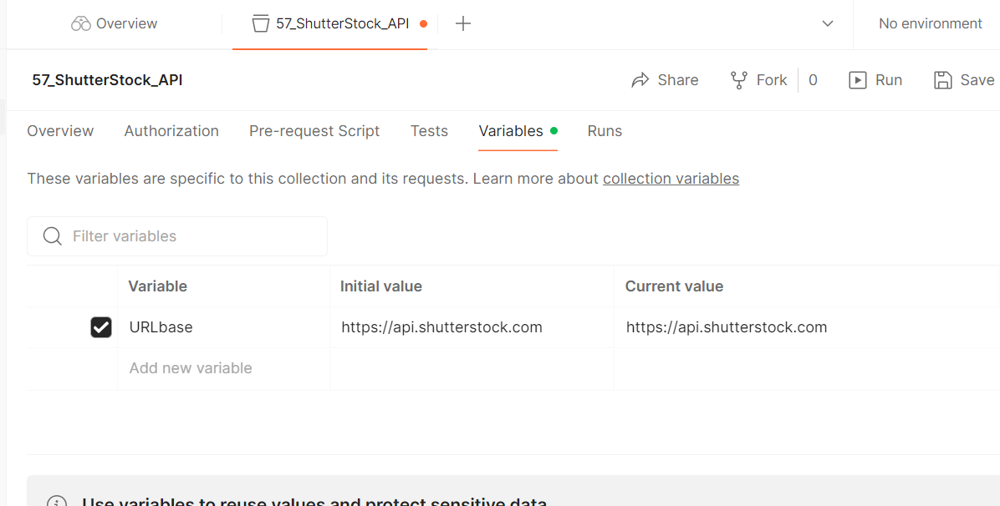 Overview 57_ShutterStock_API No environment
57_ShutterStock_API Share Fork 0 Run Save
Overview Authorization Pre-request Script Tests Variables Runs
These variables are specific to this collection and its requests. Learn more about collection variables
Filter variables
Variable Initial value Current value
URLbase https://api.shutterstock.com https://api.shutterstock.com
Add new variable
Use variables to reuse values and protect sensitive data